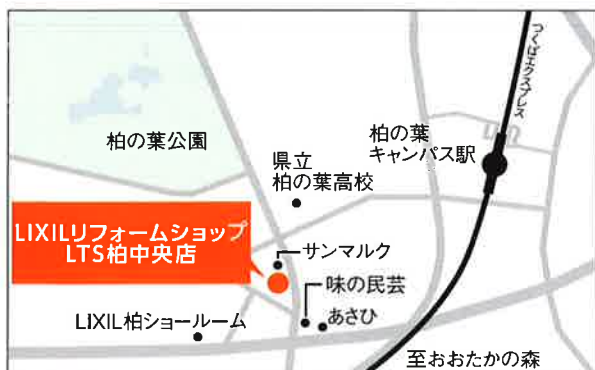 つくばエクスプレス
柏の葉公園
柏の葉
キャンパス駅
県立
柏の葉高校
LIXILリフォームショップ
LTS柏中央店
サンマルク
味の民芸
LIXIL柏ショールーム
あさひ
至おおたかの森